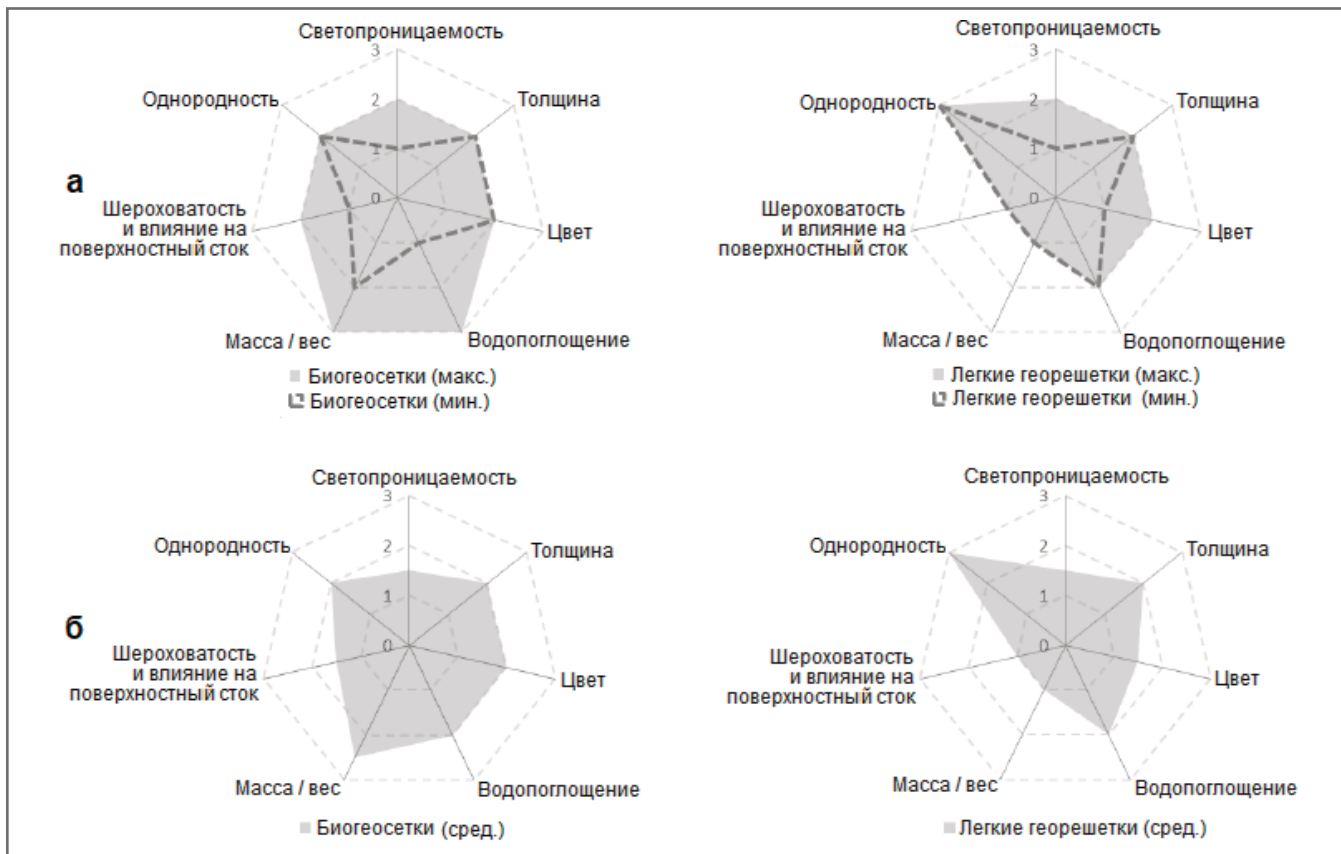 а
Светопроницаемость
3
2
1
0
Однородность
Толщина
Шероховатость
и влияние на
поверхностный сток
Цвет
Масса / вес
Водопоглощение
Биогеосетки (макс.)
Биогеосетки (мин.)
Светопроницаемость
3
2
1
0
Однородность
Толщина
Шероховатость
и влияние на
поверхностный сток
Цвет
Масса / вес
Водопоглощение
Легкие георешетки (макс.)
Легкие георешетки (мин.)
б
Светопроницаемость
3
2
1
0
Однородность
Толщина
Шероховатость
и влияние на
поверхностный сток
Цвет
Масса / вес
Водопоглощение
Биогеосетки (сред.)
Светопроницаемость
3
2
1
0
Однородность
Толщина
Шероховатость
и влияние на
поверхностный сток
Цвет
Масса / вес
Водопоглощение
Легкие георешетки (сред.)